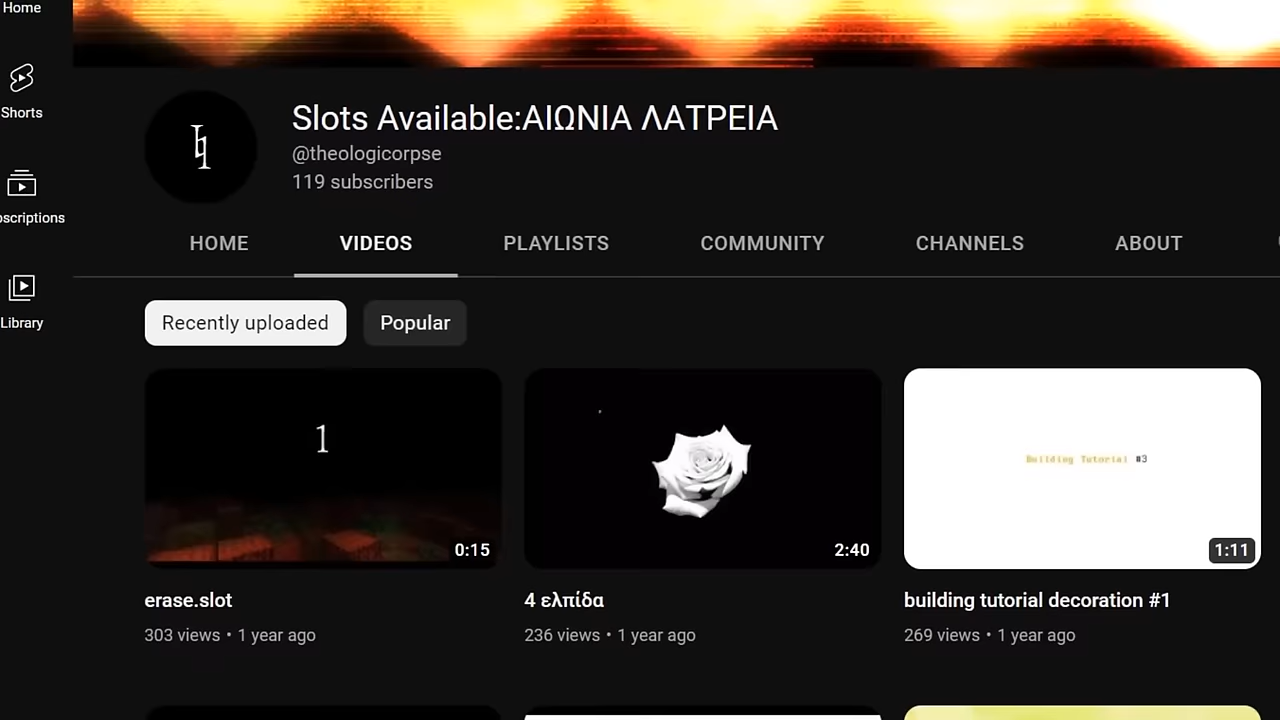 Home
Shorts
Slots Available:ΑΙΩΝΙΑ ΛΑΤΡΕΙΑ
@theologicorpse
119 subscribers
oscriptions
HOME VIDEOS PLAYLISTS COMMUNITY CHANNELS ABOUT
Library
Recently uploaded Popular
1
Building Tutorial #3
0:15 2:40 1:11
erase.slot 4 ελπίδα building tutorial decoration #1
303 views • 1 year ago 236 views • 1 year ago 269 views • 1 year ago